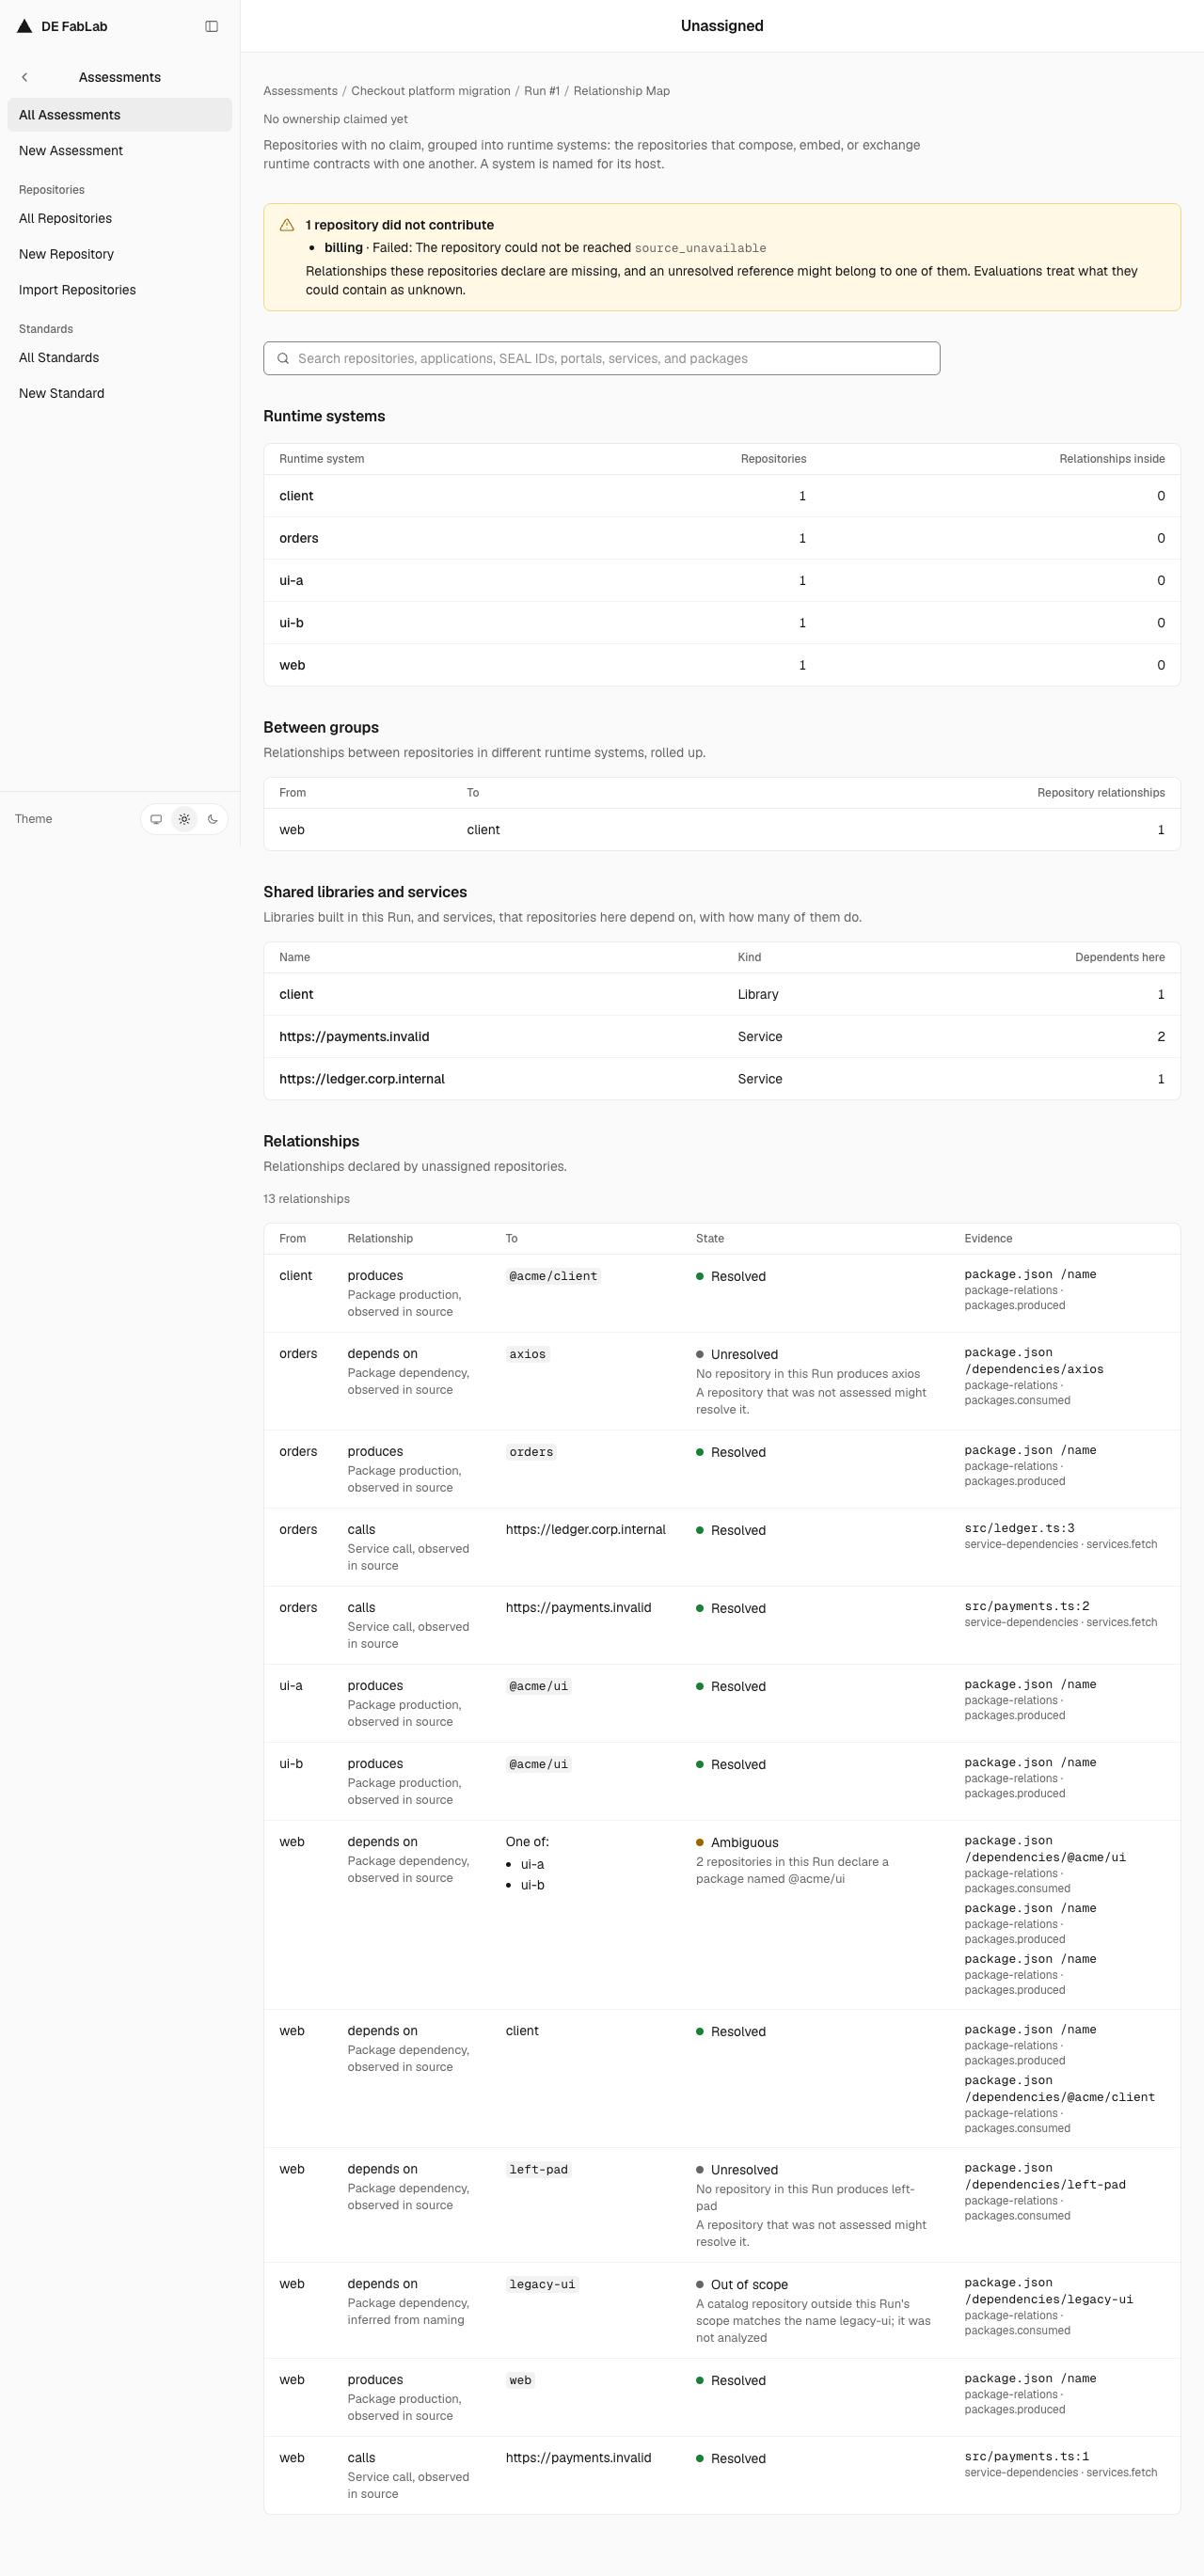 DE FabLab
Assessments
All Assessments
New Assessment
Repositories
All Repositories
New Repository
Import Repositories
Standards
All Standards
New Standard
Theme
Unassigned
Assessments / Checkout platform migration / Run #1 / Relationship Map
No ownership claimed yet
Repositories with no claim, grouped into runtime systems: the repositories that compose, embed, or exchange
runtime contracts with one another. A system is named for its host.
1 repository did not contribute
• billing · Failed: The repository could not be reached source_unavailable
Relationships these repositories declare are missing, and an unresolved reference might belong to one of them. Evaluations treat what they
could contain as unknown.
Search repositories, applications, SEAL IDs, portals, services, and packages
Runtime systems
Runtime system Repositories Relationships inside
client 1 0
orders 1 0
ui-a 1 0
ui-b 1 0
web 1 0
Between groups
Relationships between repositories in different runtime systems, rolled up.
From To Repository relationships
web client 1
Shared libraries and services
Libraries built in this Run, and services, that repositories here depend on, with how many of them do.
Name Kind Dependents here
client Library 1
https://payments.invalid Service 2
https://ledger.corp.internal Service 1
Relationships
Relationships declared by unassigned repositories.
13 relationships
From Relationship To State Evidence
client produces @acme/client Resolved package.json /name
Package production, package-relations ·
observed in source packages.produced
orders depends on axios Unresolved package.json
Package dependency, No repository in this Run produces axios /dependencies/axios
observed in source A repository that was not assessed might package-relations ·
resolve it. packages.consumed
orders produces orders Resolved package.json /name
Package production, package-relations ·
observed in source packages.produced
orders calls https://ledger.corp.internal Resolved src/ledger.ts:3
Service call, observed service-dependencies · services.fetch
in source
orders calls https://payments.invalid Resolved src/payments.ts:2
Service call, observed service-dependencies · services.fetch
in source
ui-a produces @acme/ui Resolved package.json /name
Package production, package-relations ·
observed in source packages.produced
ui-b produces @acme/ui Resolved package.json /name
Package production, package-relations ·
observed in source packages.produced
web depends on One of: Ambiguous package.json
Package dependency, • ui-a 2 repositories in this Run declare a /dependencies/@acme/ui
observed in source • ui-b package named @acme/ui package-relations ·
packages.consumed
package.json /name
package-relations ·
packages.produced
package.json /name
package-relations ·
packages.produced
web depends on client Resolved package.json /name
Package dependency, package-relations ·
observed in source packages.produced
package.json
/dependencies/@acme/client
package-relations ·
packages.consumed
web depends on left-pad Unresolved package.json
Package dependency, No repository in this Run produces left- /dependencies/left-pad
observed in source pad package-relations ·
A repository that was not assessed might packages.consumed
resolve it.
web depends on legacy-ui Out of scope package.json
Package dependency, A catalog repository outside this Run's /dependencies/legacy-ui
inferred from naming scope matches the name legacy-ui; it was package-relations ·
not analyzed packages.consumed
web produces web Resolved package.json /name
Package production, package-relations ·
observed in source packages.produced
web calls https://payments.invalid Resolved src/payments.ts:1
Service call, observed service-dependencies · services.fetch
in source